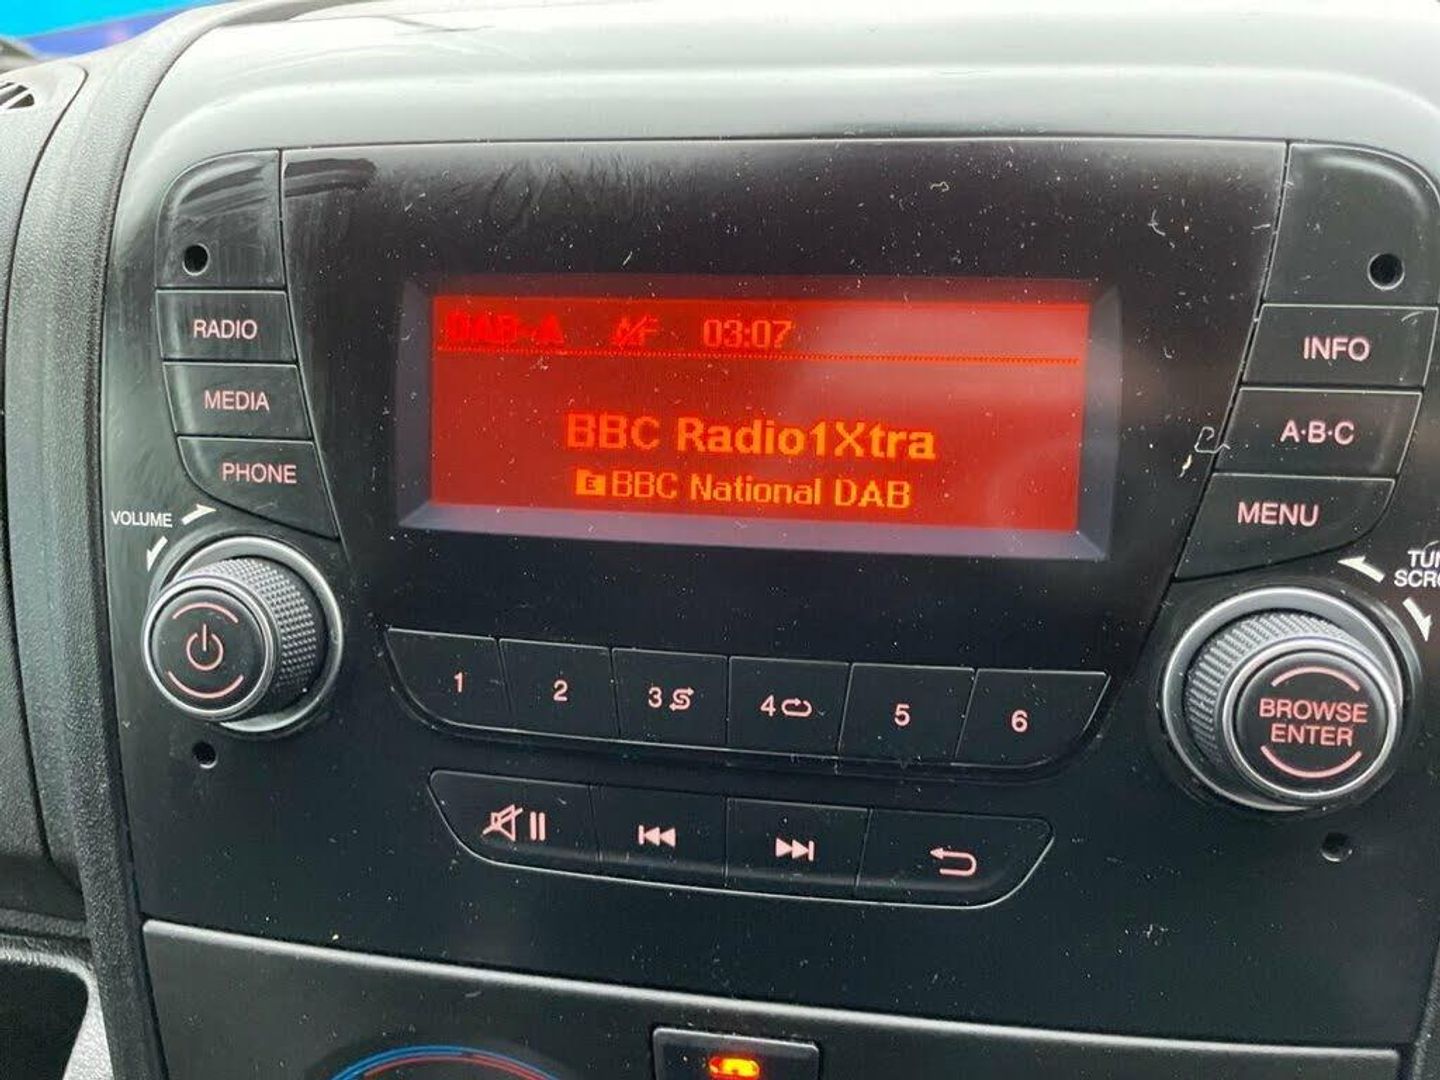 DAB-A AF 03:07
BBC Radio1Xtra
E BBC National DAB
RADIO
MEDIA
PHONE
VOLUME
INFO
A·B·C
MENU
BROWSE
ENTER
1 2 3 4 5 6